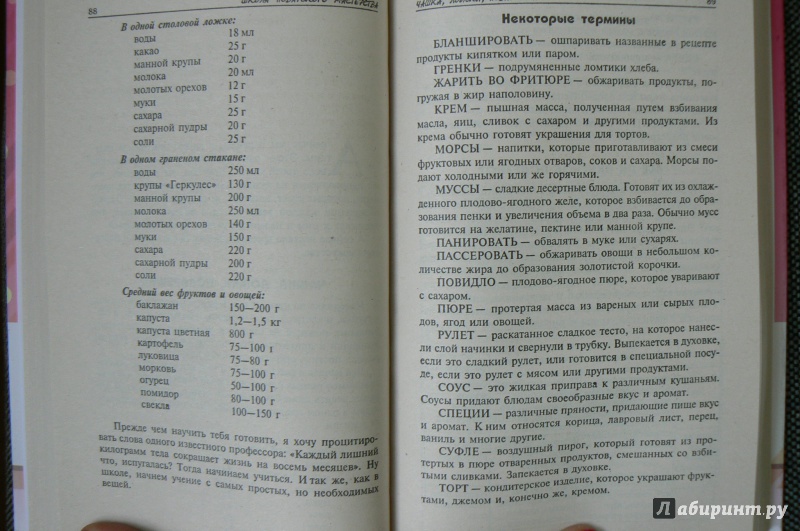 88
ШКОЛА
МАСТЕРСТВА
В одной столовой ложке:
воды 18 мл
какао 25 г
манной крупы 20 г
молока 20 мл
молотых орехов 12 г
муки 15 г
сахара 25 г
сахарной пудры 20 г
соли 25 г
В одном граненом стакане:
воды 250 мл
крупы «Геркулес» 130 г
манной крупы 200 г
молока 250 мл
молотых орехов 140 г
муки 150 г
сахара 220 г
сахарной пудры 200 г
соли 220 г
Средний вес фруктов и овощей:
баклажан 150—200 г
капуста 1,2—1,5 кг
капуста цветная 800 г
картофель 75—100 г
луковица 75—80 г
морковь 75—100 г
огурец 50—100 г
помидор 80—100 г
свекла 100—150 г
Прежде чем научить тебя готовить, я хочу процитиро-
вать слова одного известного профессора: «Каждый лишний
килограмм тела сокращает жизнь на восемь месяцев». Ну
что, испугалась? Тогда начинаем учиться. И так же, как в
школе, начнем учение с самых простых, но необходимых
вещей.
ЧАШКА,
89
Некоторые термины
БЛАНШИРОВАТЬ — ошпаривать названные в рецепте
продукты кипятком или паром.
ГРЕНКИ — подрумяненные ломтики хлеба.
ЖАРИТЬ ВО ФРИТЮРЕ — обжаривать продукты, по-
гружая в жир наполовину.
КРЕМ — пышная масса, полученная путем взбивания
масла, яиц, сливок с сахаром и другими продуктами. Из
крема обычно готовят украшения для тортов.
МОРСЫ — напитки, которые приготавливают из смеси
фруктовых или ягодных отваров, соков и сахара. Морсы по-
дают холодными или же горячими.
МУССЫ — сладкие десертные блюда. Готовят их из охлаж-
денного плодово-ягодного желе, которое взбивается до об-
разования пенки и увеличения объема в два раза. Обычно мусс
готовится на желатине, пектине или манной крупе.
ПАНИРОВАТЬ — обвалять в муке или сухарях.
ПАССЕРОВАТЬ — обжаривать овощи в небольшом ко-
личестве жира до образования золотистой корочки.
ПОВИДЛО — плодово-ягодное пюре, которое уваривают
с сахаром.
ПЮРЕ — протертая масса из вареных или сырых пло-
дов, ягод или овощей.
РУЛЕТ — раскатанное сладкое тесто, на которое нанес-
ли слой начинки и свернули в трубку. Выпекается в духовке,
если это сладкий рулет, или готовится в специальной посу-
де, если это рулет с мясом или другими продуктами.
СОУС — это жидкая приправа к различным кушаньям.
Соусы придают блюдам своеобразные вкус и аромат.
СПЕЦИИ — различные пряности, придающие пище вкус
и аромат. К ним относятся корица, лавровый лист, перец,
ваниль и многие другие.
СУФЛЕ — воздушный пирог, который готовят из про-
тертых в пюре отваренных продуктов, смешанных со взби-
тыми сливками. Запекается в духовке.
ТОРТ — кондитерское изделие, которое украшают фрук-
тами, джемом и, конечно же, кремом.
Лабиринт.ру